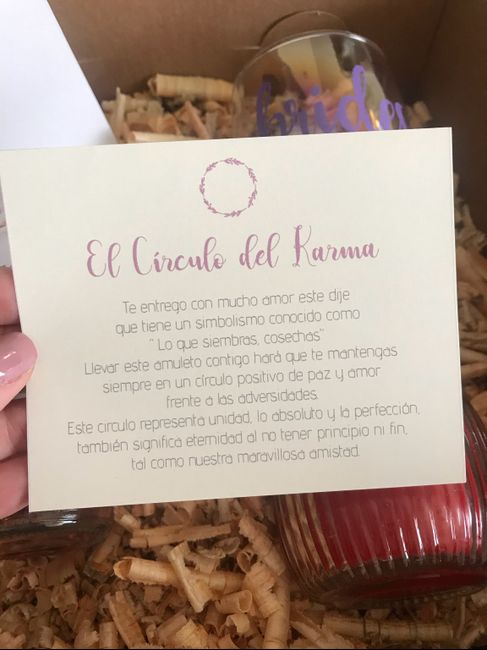 brides
El Círculo del Karma
Te entrego con mucho amor este dije
que tiene un simbolismo conocido como
" Lo que siembras, cosechas"
Llevar este amuleto contigo hará que te mantengas
siempre en un círculo positivo de paz y amor
frente a las adversidades.
Este circulo representa unidad, lo absoluto y la perfección,
también significa eternidad al no tener principio ni fin,
tal como nuestra maravillosa amistad.